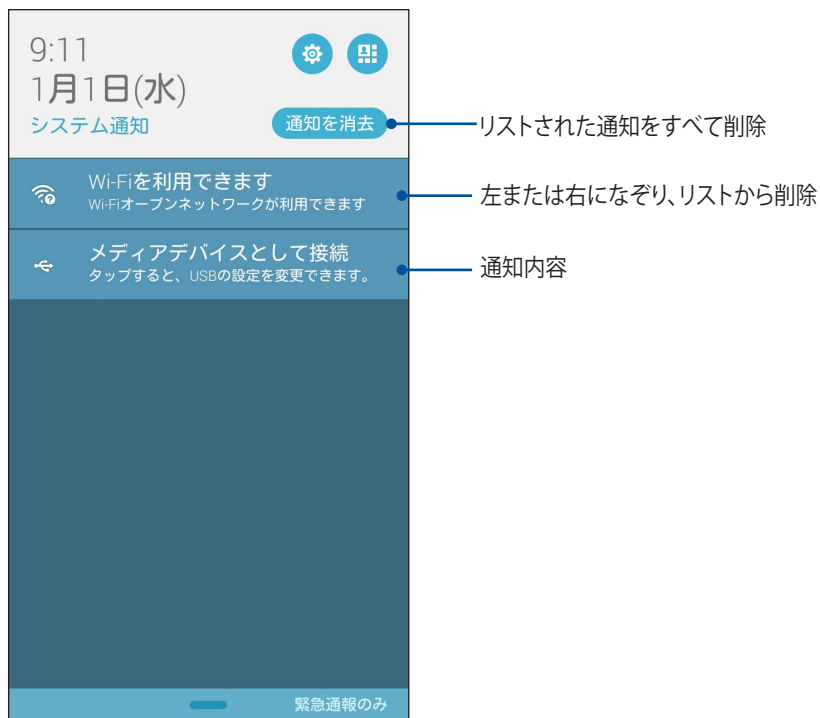 9:11
1月1日(水)
システム通知
通知を消去
リストされた通知をすべて削除
Wi-Fiを利用できます
Wi-Fiオープンネットワークが利用できます
左または右になぞり、リストから削除
メディアデバイスとして接続
タップすると、USBの設定を変更できます。
通知内容
緊急通報のみ